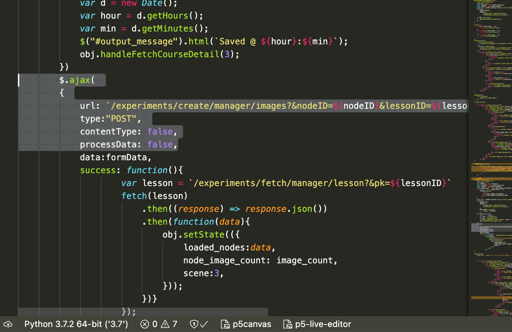 var d = new Date();
var hour = d.getHours();
var min = d.getMinutes();
$("#output_message").html(`Saved @ ${hour}:${min}`);
obj.handleFetchCourseDetail(3);
})
$.ajax(
{
url: `/experiments/create/manager/images?&nodeID=${nodeID}&lessonID=${lesso
type:"POST",
contentType: false,
processData: false,
data:formData,
success: function(){
var lesson = `/experiments/fetch/manager/lesson?&pk=${lessonID}`
fetch(lesson)
.then((response) => response.json())
.then(function(data){
obj.setState(({
loaded_nodes:data,
node_image_count: image_count,
scene:3,
}));
})}
});
Python 3.7.2 64-bit ('3.7') 0 7 p5canvas p5-live-editor